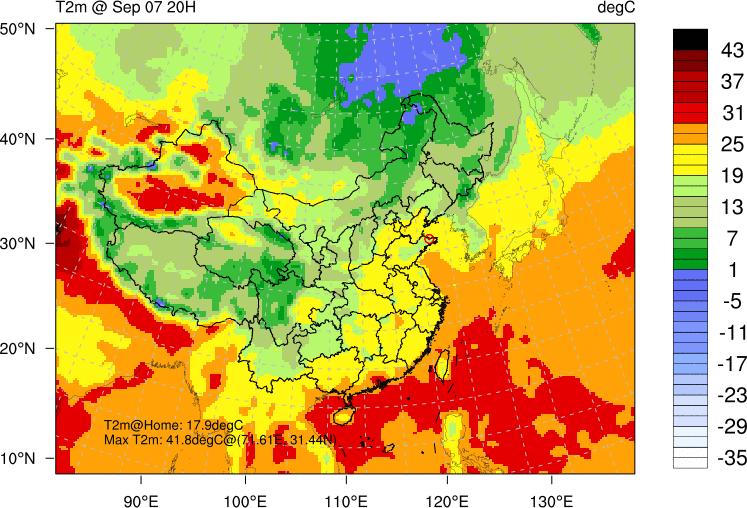 T2m @ Sep 07 20H degC
50°N
40°N
30°N
20°N
10°N
90°E 100°E 110°E 120°E 130°E
43
37
31
25
19
13
7
1
-5
-11
-17
-23
-29
-35
T2m@Home: 17.9degC
Max T2m: 41.8degC@(71.61E, 31.44N)